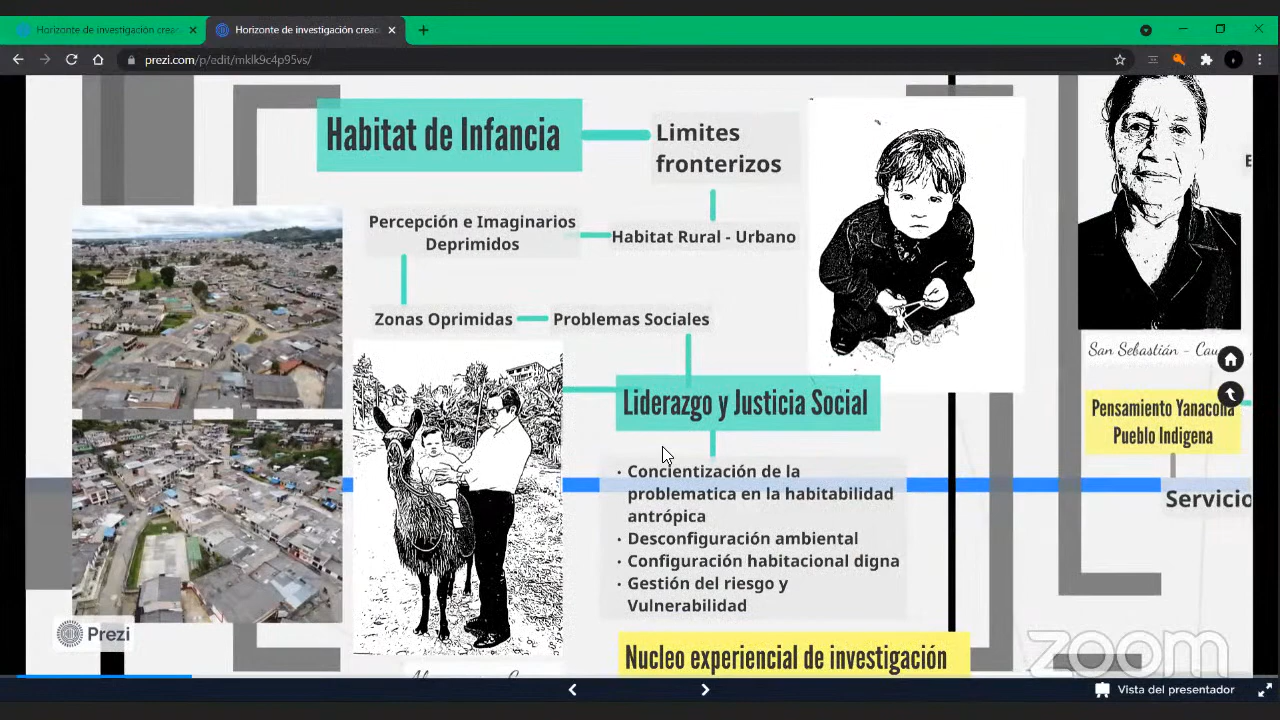 Horizonte de investigación creac
Horizonte de investigación creac
prezi.com/p/edit/mklk9c4p95vs/
Habitat de Infancia
Limites
fronterizos
Percepción e Imaginarios
Deprimidos
Habitat Rural - Urbano
Zonas Oprimidas
Problemas Sociales
Liderazgo y Justicia Social
· Concientización de la
problematica en la habitabilidad
antrópica
· Desconfiguración ambiental
· Configuración habitacional digna
· Gestión del riesgo y
Vulnerabilidad
Nucleo experiencial de investigación
San Sebastián - Cau
Pensamiento Yanacona
Pueblo Indigena
Servicio
Prezi
zoom
Vista del presentador